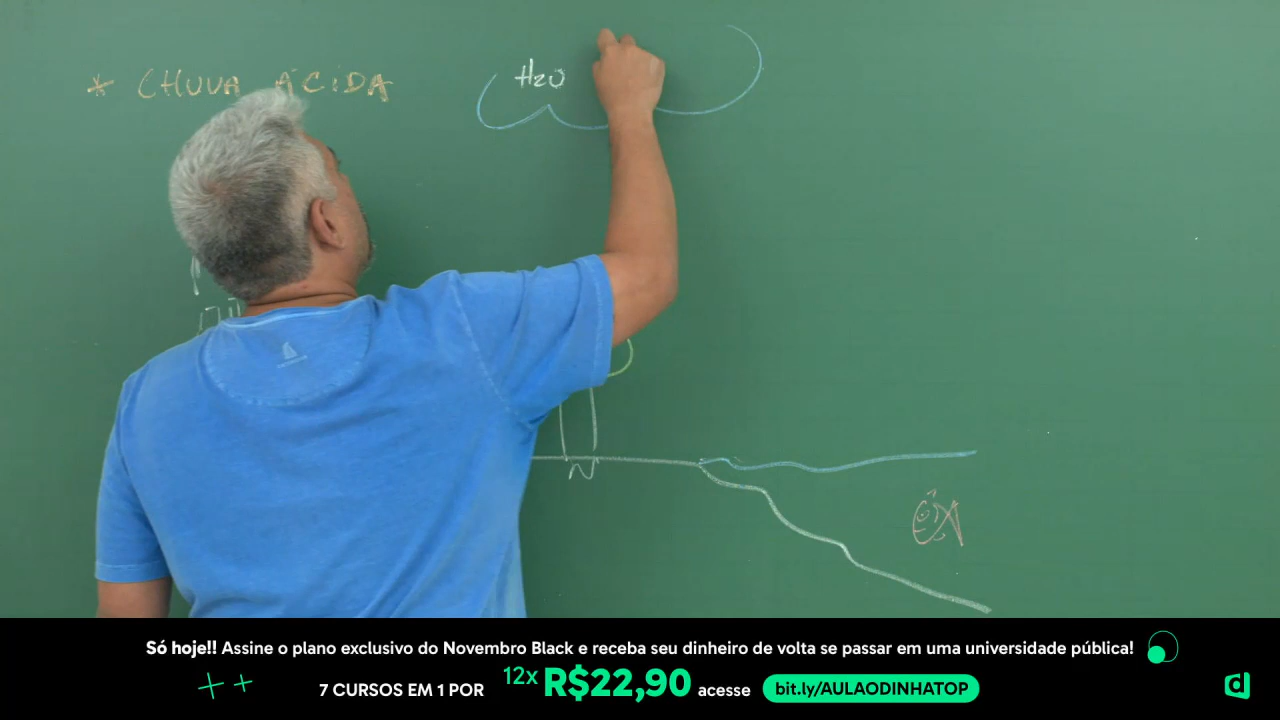 * CHUVA ÁCIDA
H2O
Só hoje!! Assine o plano exclusivo do Novembro Black e receba seu dinheiro de volta se passar em uma universidade pública!
7 CURSOS EM 1 POR 12x R$22,90 acesse bit.ly/AULAODINHATOP
d